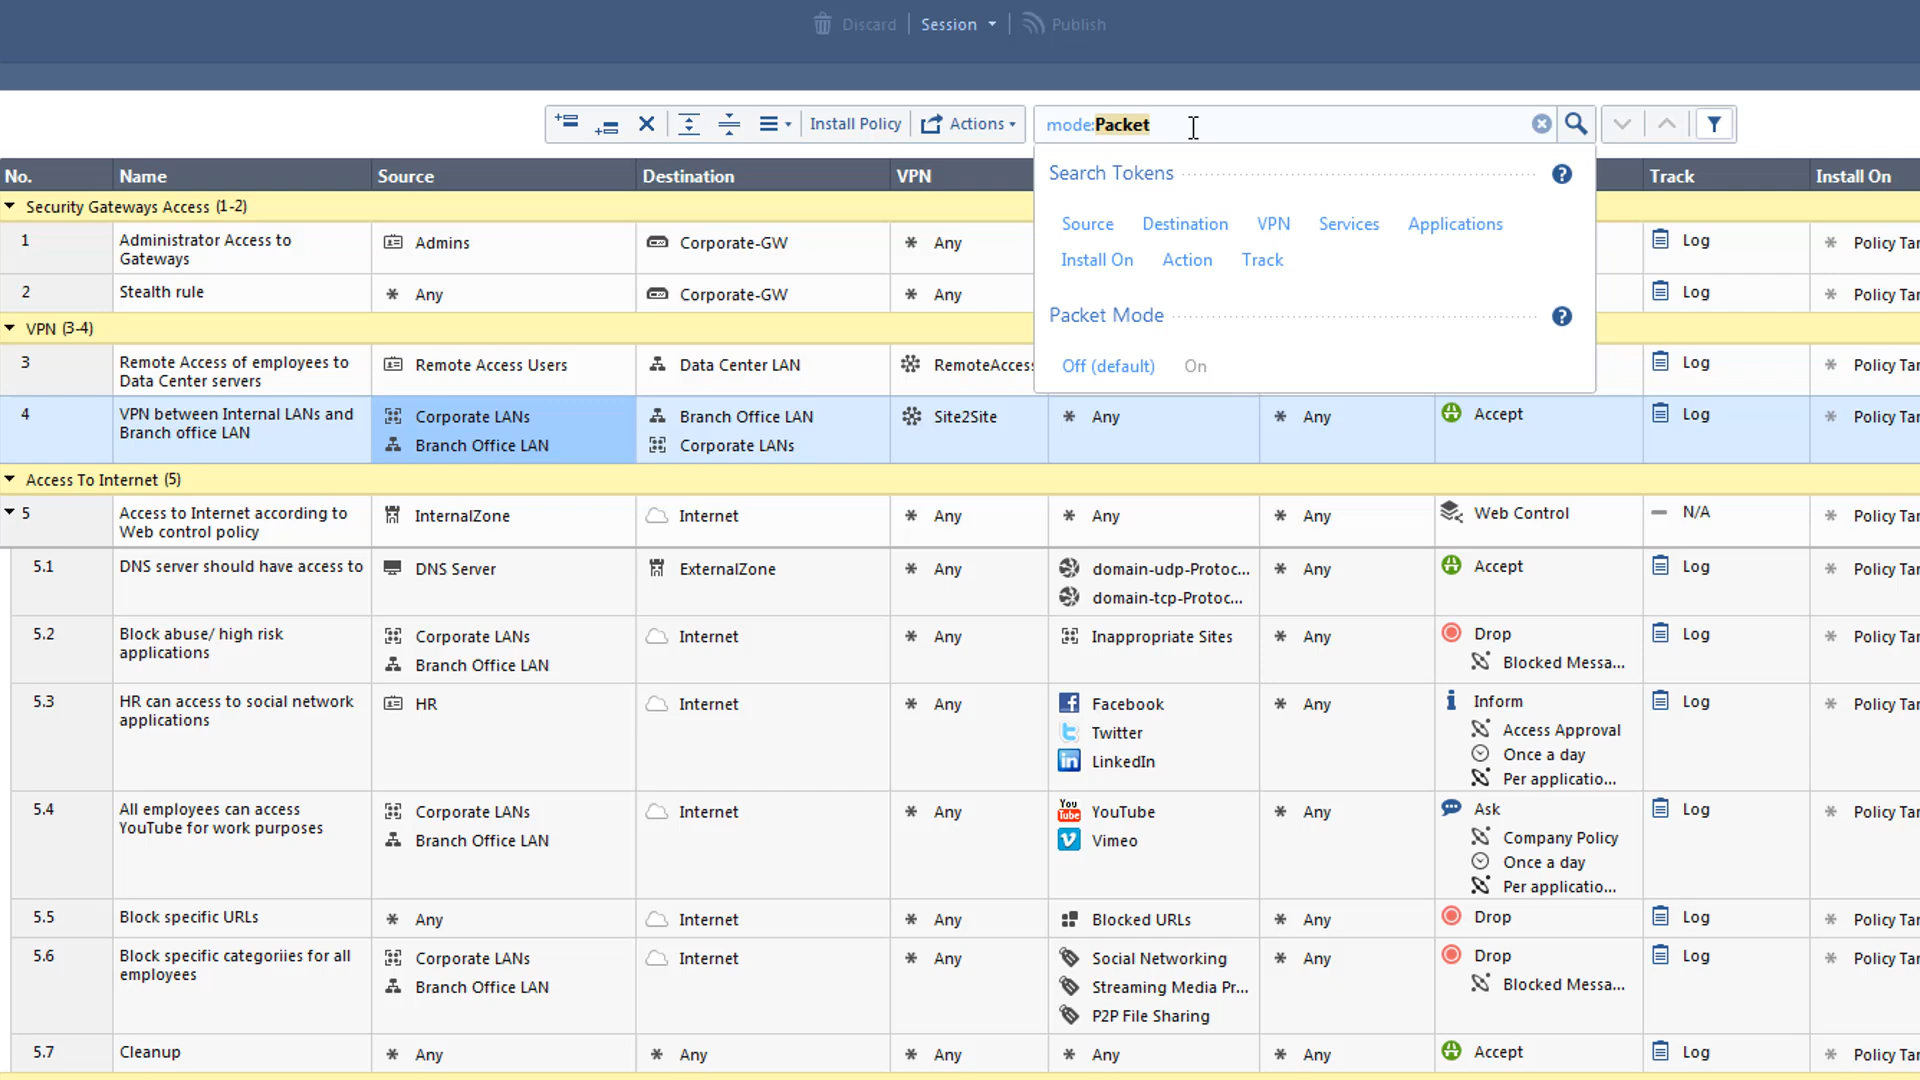 Discard Session Publish
Install Policy Actions mode:Packet
Search Tokens
Source Destination VPN Services Applications
Install On Action Track
Packet Mode
Off (default) On
No. Name Source Destination VPN Track Install On
Security Gateways Access (1-2)
1 Administrator Access to Gateways Admins Corporate-GW Any Log Policy Tar
2 Stealth rule Any Corporate-GW Any Log Policy Tar
VPN (3-4)
3 Remote Access of employees to Data Center servers Remote Access Users Data Center LAN RemoteAccess Log Policy Tar
4 VPN between Internal LANs and Branch office LAN Corporate LANs Branch Office LAN Branch Office LAN Corporate LANs Site2Site Any Any Accept Log Policy Tar
Access To Internet (5)
5 Access to Internet according to Web control policy InternalZone Internet Any Any Any Web Control N/A Policy Tar
5.1 DNS server should have access to DNS Server ExternalZone Any domain-udp-Protoc... domain-tcp-Protoc... Any Accept Log Policy Tar
5.2 Block abuse/ high risk applications Corporate LANs Branch Office LAN Internet Any Inappropriate Sites Any Drop Blocked Messa... Log Policy Tar
5.3 HR can access to social network applications HR Internet Any Facebook Twitter LinkedIn Any Inform Access Approval Once a day Per applicatio... Log Policy Tar
5.4 All employees can access YouTube for work purposes Corporate LANs Branch Office LAN Internet Any YouTube Vimeo Any Ask Company Policy Once a day Per applicatio... Log Policy Tar
5.5 Block specific URLs Any Internet Any Blocked URLs Any Drop Log Policy Tar
5.6 Block specific categoriies for all employees Corporate LANs Branch Office LAN Internet Any Social Networking Streaming Media Pr... P2P File Sharing Any Drop Blocked Messa... Log Policy Tar
5.7 Cleanup Any Any Any Any Any Accept Log Policy Tar